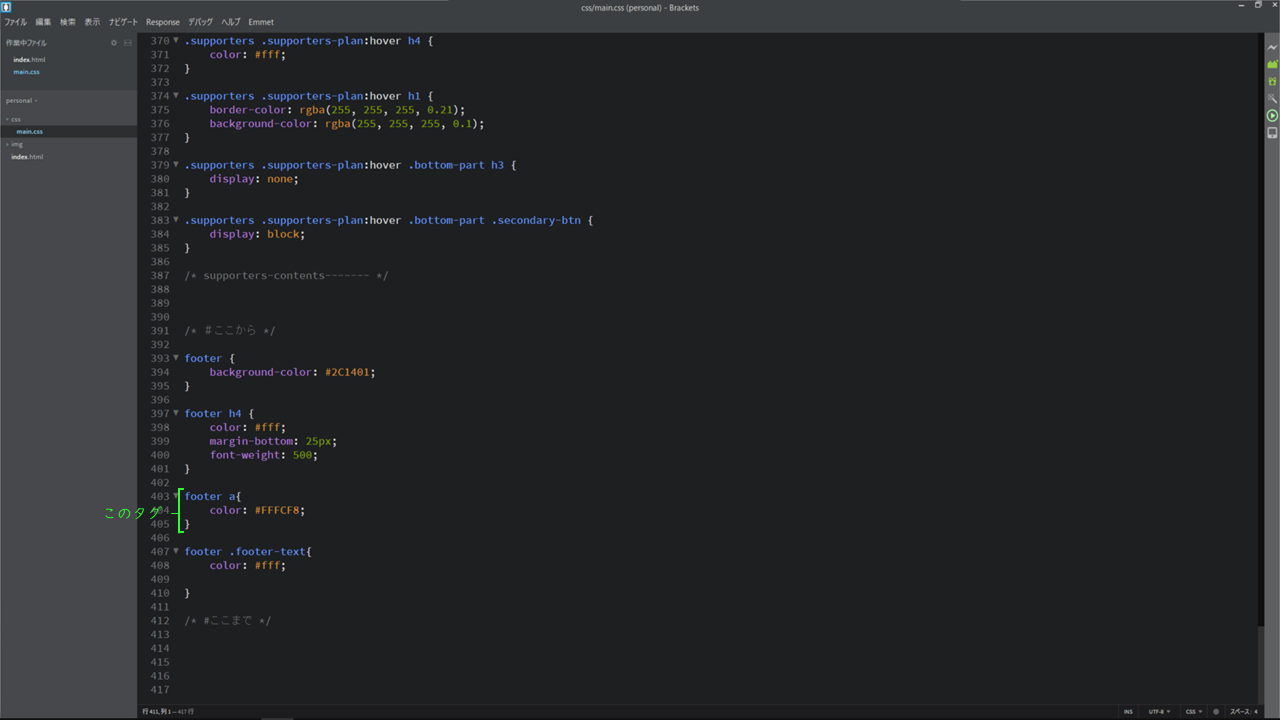 css/main.css (personal) - Brackets
ファイル 編集 検索 表示 ナビゲート Response デバッグ ヘルプ Emmet
作業中ファイル
index.html
main.css
personal
css
main.css
img
index.html
370 .supporters .supporters-plan:hover h4 {
371 color: #fff;
372 }
373
374 .supporters .supporters-plan:hover h1 {
375 border-color: rgba(255, 255, 255, 0.21);
376 background-color: rgba(255, 255, 255, 0.1);
377 }
378
379 .supporters .supporters-plan:hover .bottom-part h3 {
380 display: none;
381 }
382
383 .supporters .supporters-plan:hover .bottom-part .secondary-btn {
384 display: block;
385 }
386
387 /* supporters-contents------- */
388
389
390
391 /* #ここから */
392
393 footer {
394 background-color: #2C1401;
395 }
396
397 footer h4 {
398 color: #fff;
399 margin-bottom: 25px;
400 font-weight: 500;
401 }
402
403 footer a{
このタグ
404 color: #FFFCF8;
405 }
406
407 footer .footer-text{
408 color: #fff;
409
410 }
411
412 /* #ここまで */
413
414
415
416
417
行 411, 列 1 — 417 行 INS UTF-8 CSS スペース: 4